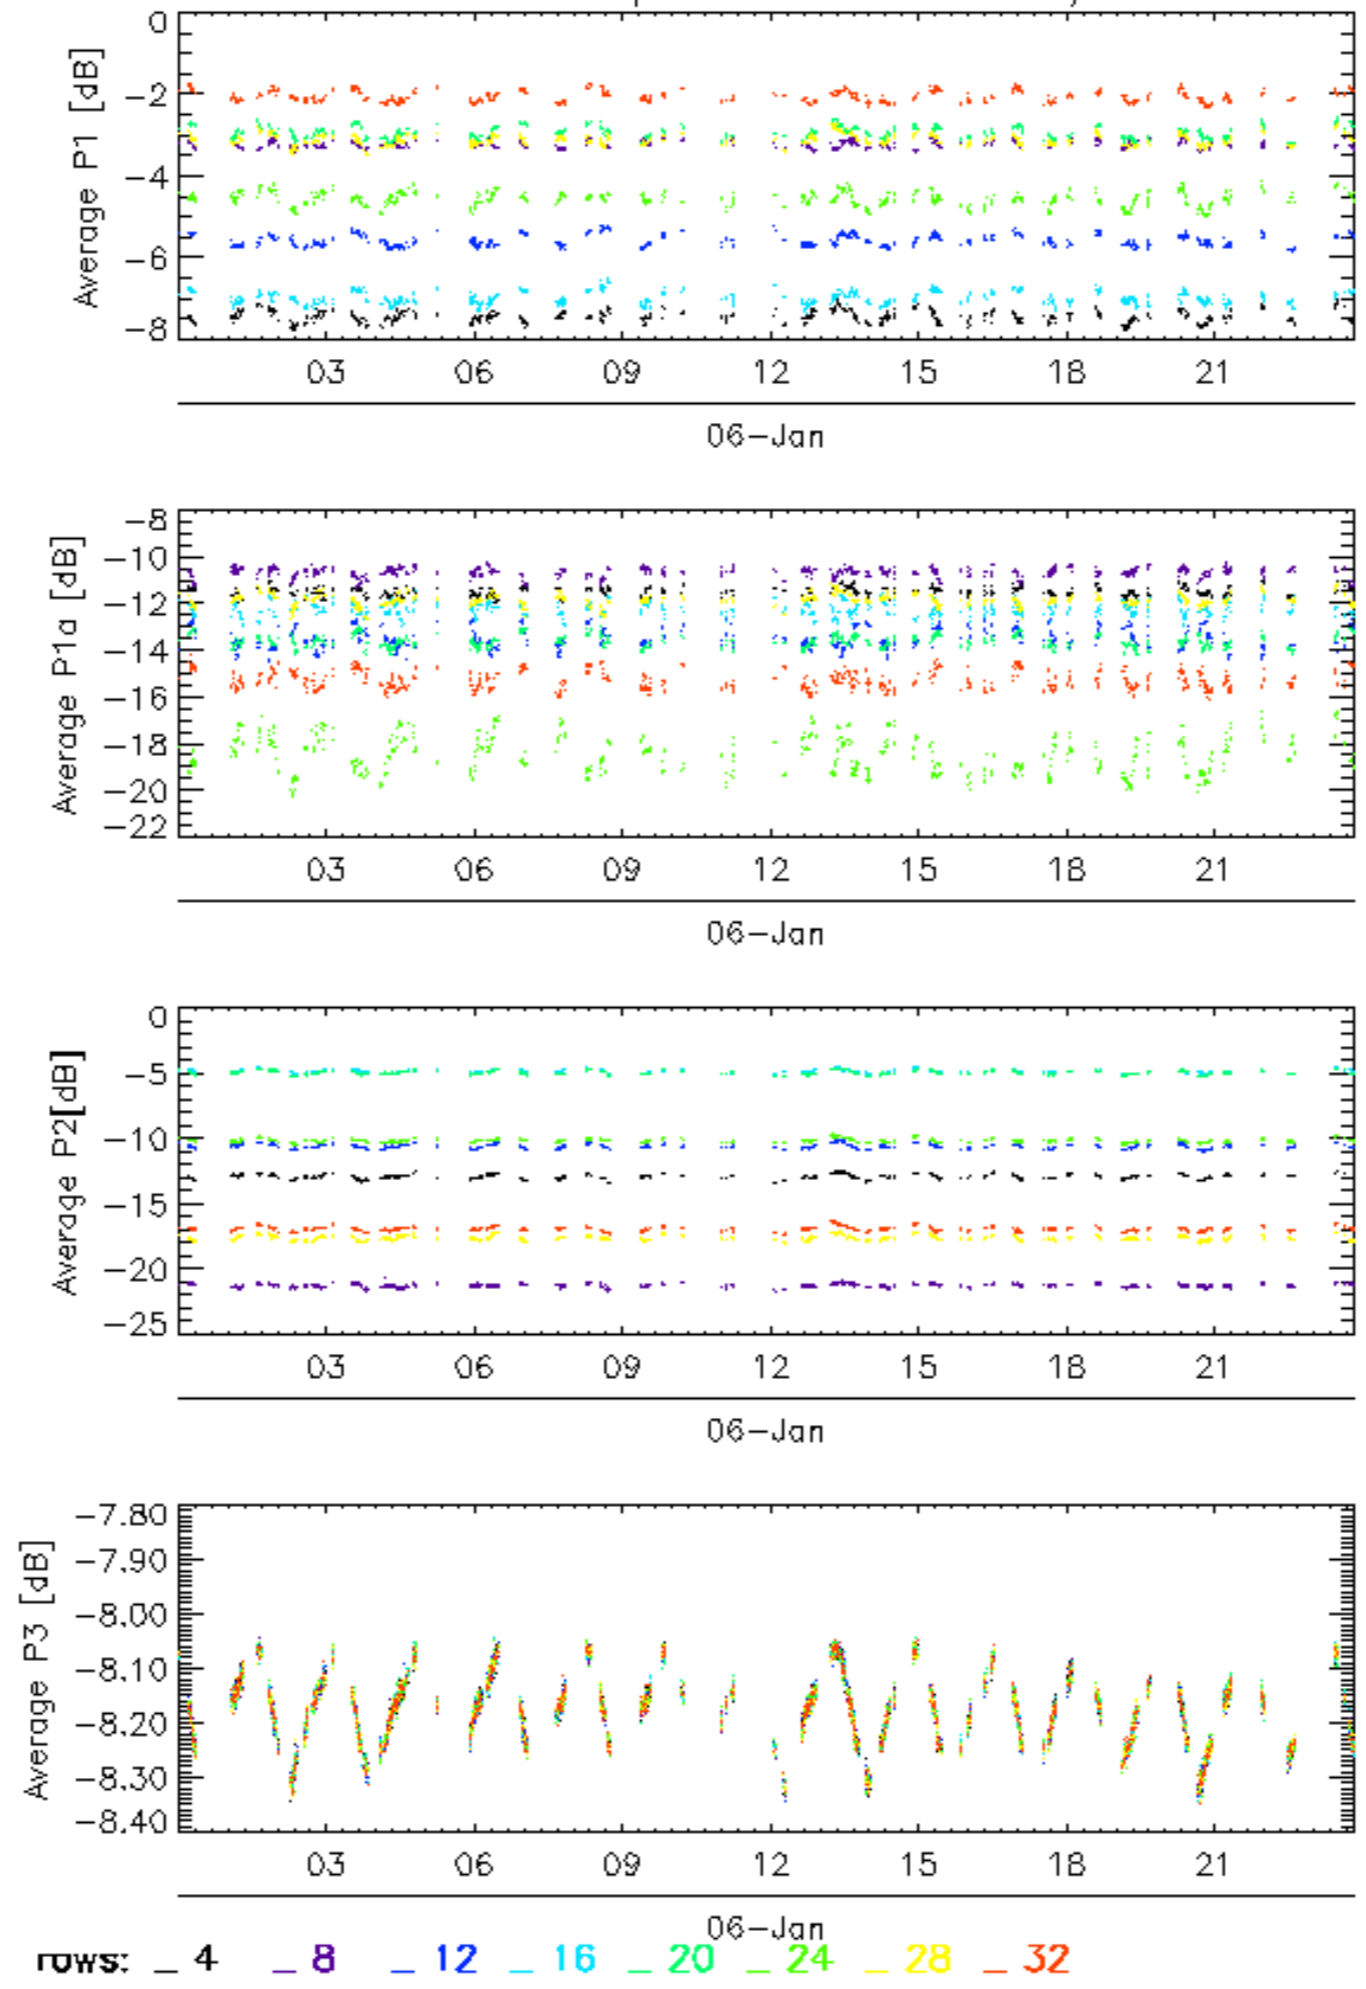 Average P1 [dB]
0
−2
−4
−6
−8
03 06 09 12 15 18 21
06−Jan
Average P1a [dB]
−8
−10
−12
−14
−16
−18
−20
−22
03 06 09 12 15 18 21
06−Jan
Average P2[dB]
0
−5
−10
−15
−20
−25
03 06 09 12 15 18 21
06−Jan
Average P3 [dB]
−7.80
−7.90
−8.00
−8.10
−8.20
−8.30
−8.40
03 06 09 12 15 18 21
06−Jan
rows: _ 4 _ 8 _ 12 _ 16 _ 20 _ 24 _ 28 _ 32